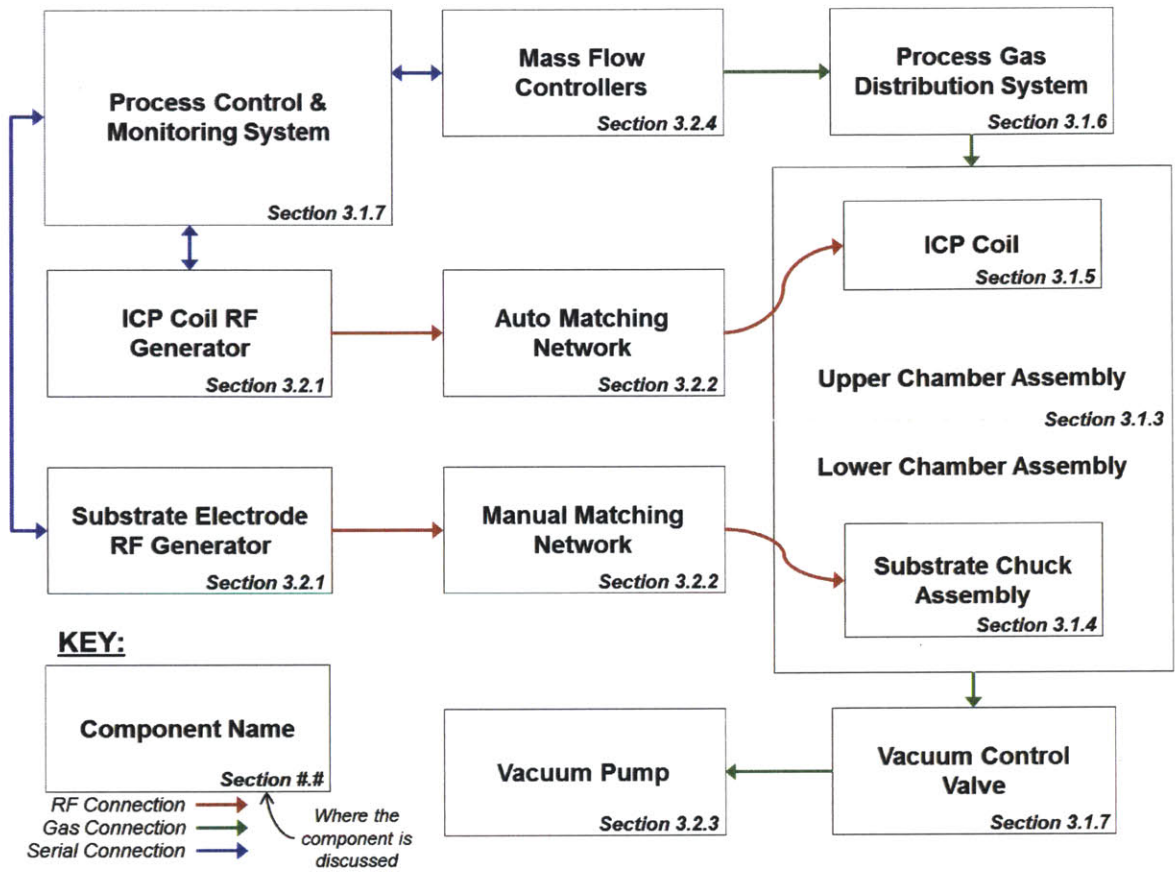 Process Control &
Monitoring System
Section 3.1.7
Mass Flow
Controllers
Section 3.2.4
Process Gas
Distribution System
Section 3.1.6
ICP Coil
Section 3.1.5
ICP Coil RF
Generator
Section 3.2.1
Auto Matching
Network
Section 3.2.2
Upper Chamber Assembly
Section 3.1.3
Lower Chamber Assembly
Substrate Electrode
RF Generator
Section 3.2.1
Manual Matching
Network
Section 3.2.2
Substrate Chuck
Assembly
Section 3.1.4
KEY:
Component Name
Section #.#
RF Connection
Gas Connection
Serial Connection
Where the
component is
discussed
Vacuum Pump
Section 3.2.3
Vacuum Control
Valve
Section 3.1.7